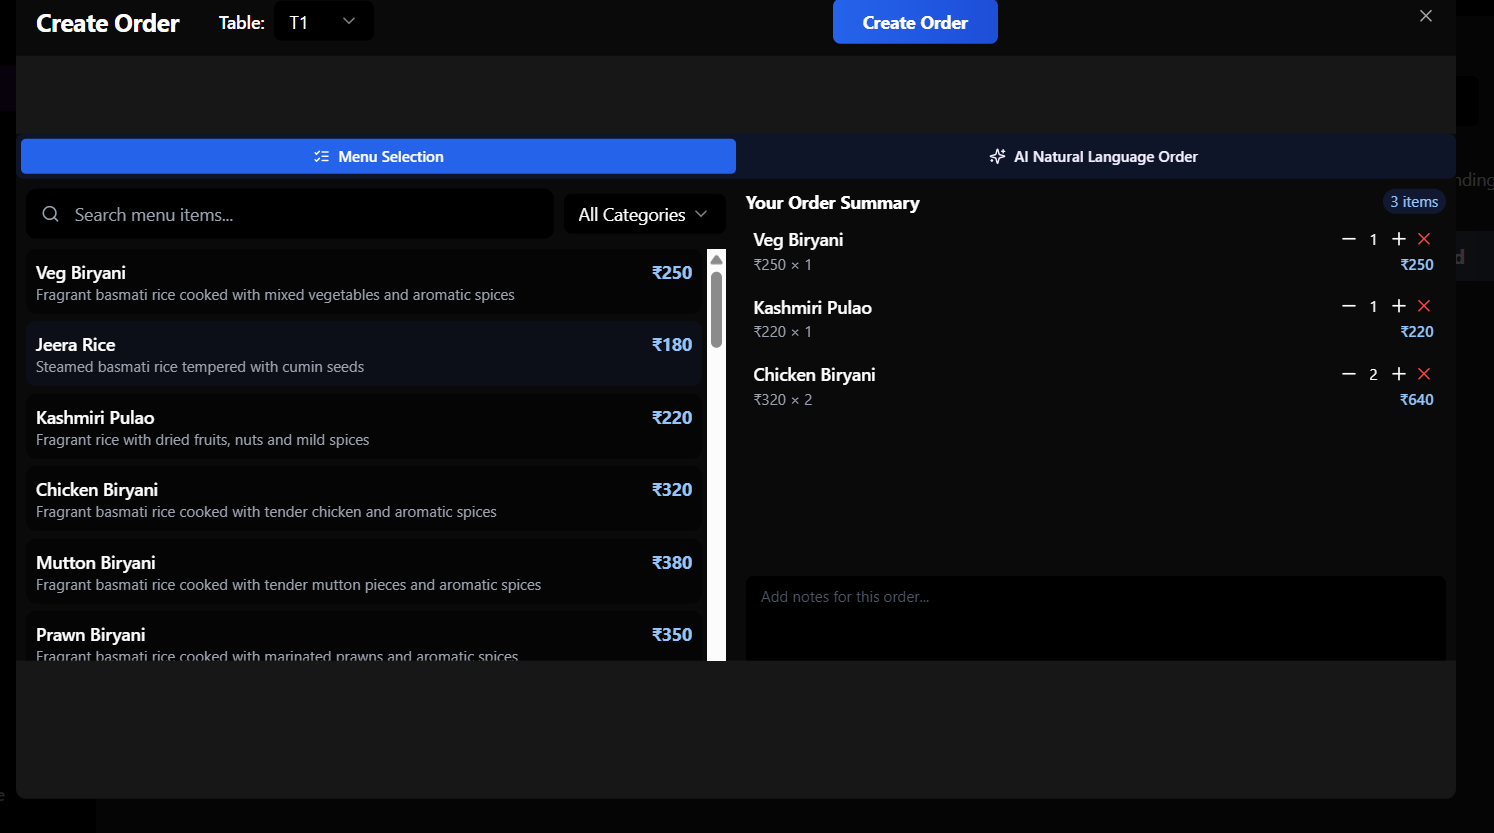 Create Order
Table:
T1
Create Order
Menu Selection
AI Natural Language Order
Search menu items...
All Categories
Veg Biryani
₹250
Fragrant basmati rice cooked with mixed vegetables and aromatic spices
Jeera Rice
₹180
Steamed basmati rice tempered with cumin seeds
Kashmiri Pulao
₹220
Fragrant rice with dried fruits, nuts and mild spices
Chicken Biryani
₹320
Fragrant basmati rice cooked with tender chicken and aromatic spices
Mutton Biryani
₹380
Fragrant basmati rice cooked with tender mutton pieces and aromatic spices
Prawn Biryani
₹350
Fragrant basmati rice cooked with marinated prawns and aromatic spices
Your Order Summary
3 items
Veg Biryani
1
₹250 × 1
₹250
Kashmiri Pulao
1
₹220 × 1
₹220
Chicken Biryani
2
₹320 × 2
₹640
Add notes for this order...